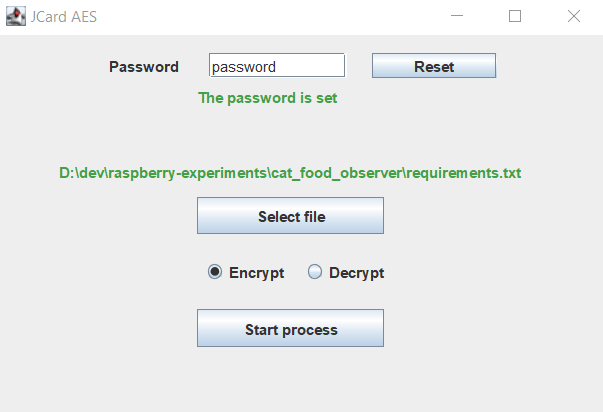 JCard AES
Password password Reset
The password is set
D:\dev\raspberry-experiments\cat_food_observer\requirements.txt
Select file
Encrypt Decrypt
Start process